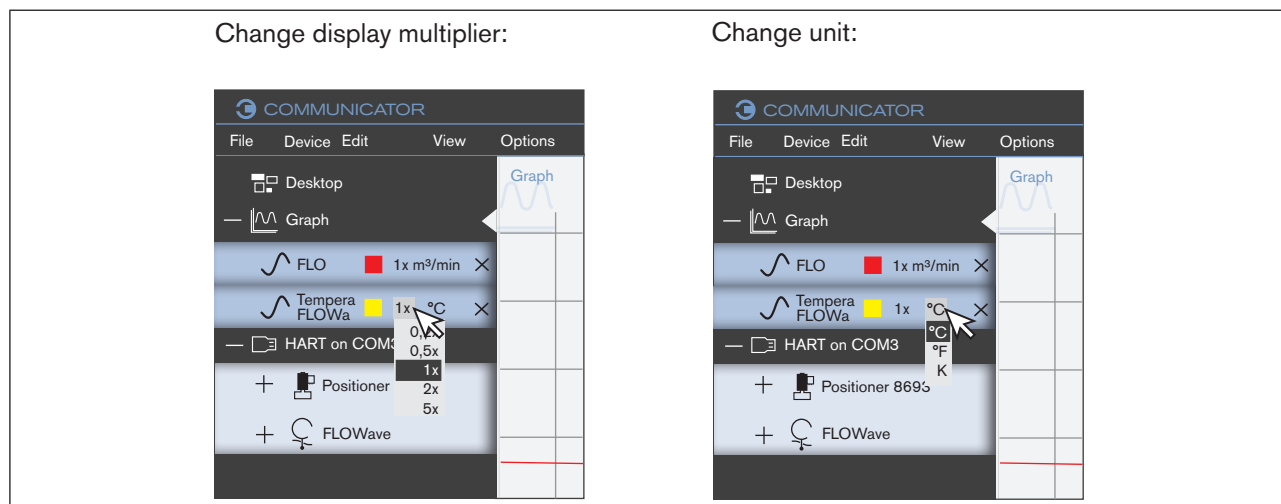 Change display multiplier:
COMMUNICATOR
File Device Edit View Options
Desktop
Graph
Graph
FLO 1x m³/min
Tempera
FLOWa 1x °C
HART on COM3
0,5x
1x
2x
5x
Positioner
FLOWave
Change unit:
COMMUNICATOR
File Device Edit View Options
Desktop
Graph
Graph
FLO 1x m³/min
Tempera
FLOWa 1x °C
°C
°F
K
HART on COM3
Positioner 8693
FLOWave